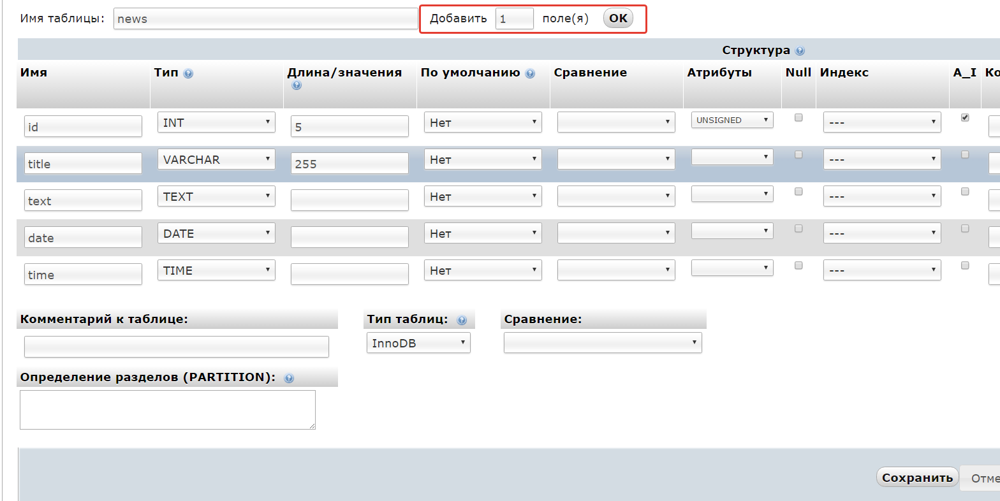 Имя таблицы: news Добавить 1 поле(я) OK
Структура
Имя Тип Длина/значения По умолчанию Сравнение Атрибуты Null Индекс A_I Ко
id INT 5 Нет UNSIGNED ---
title VARCHAR 255 Нет ---
text TEXT Нет ---
date DATE Нет ---
time TIME Нет ---
Комментарий к таблице: Тип таблиц: Сравнение:
InnoDB
Определение разделов (PARTITION):
Сохранить Отме